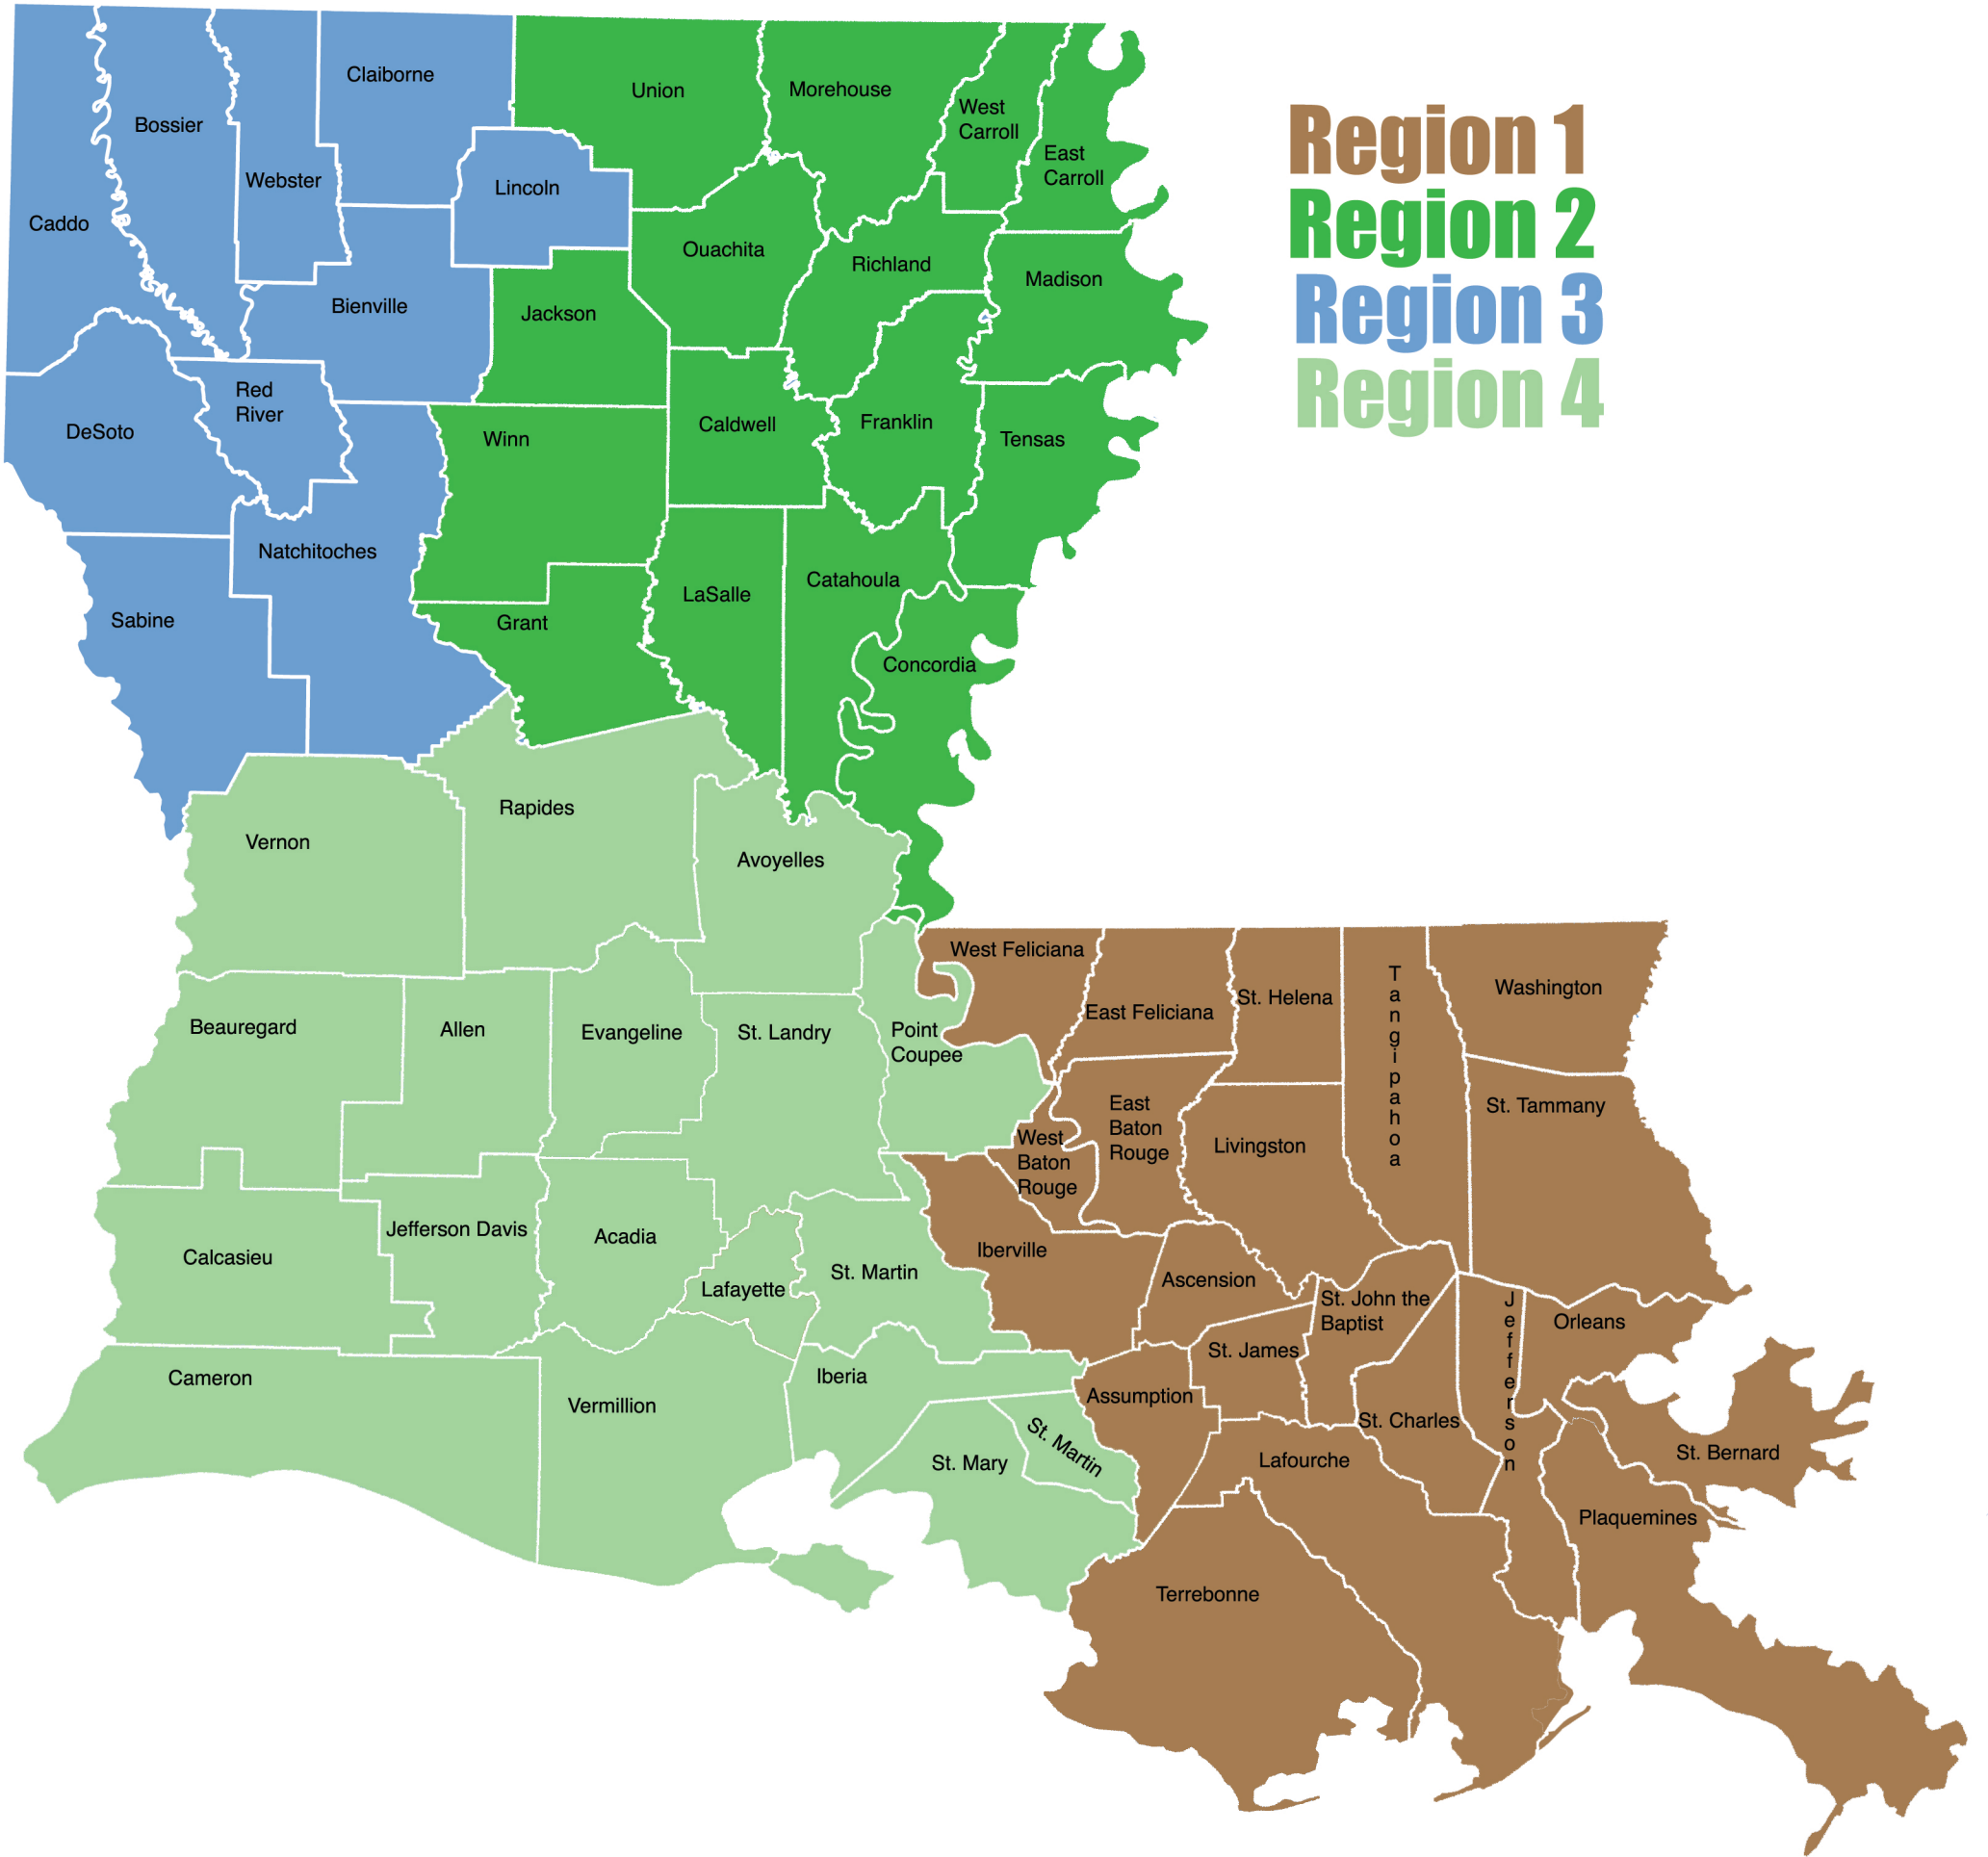 Region 1
Region 2
Region 3
Region 4
Claiborne
Union
Morehouse
West
Carroll
Bossier
East
Carroll
Webster
Lincoln
Caddo
Ouachita
Richland
Madison
Bienville
Jackson
Red
River
DeSoto
Winn
Caldwell
Franklin
Tensas
Natchitoches
Catahoula
LaSalle
Sabine
Grant
Concordia
Rapides
Vernon
Avoyelles
West Feliciana
Tangipahoa
Washington
St. Helena
East Feliciana
Beauregard
Allen
Evangeline
St. Landry
Point
Coupee
East
Baton
Rouge
St. Tammany
West
Baton
Rouge
Livingston
Jefferson Davis
Acadia
Calcasieu
Iberville
St. Martin
Lafayette
Ascension
St. John the
Baptist
Jefferson
Orleans
St. James
Cameron
Iberia
Assumption
Vermillion
St. Charles
St. Martin
St. Mary
Lafourche
St. Bernard
Plaquemines
Terrebonne